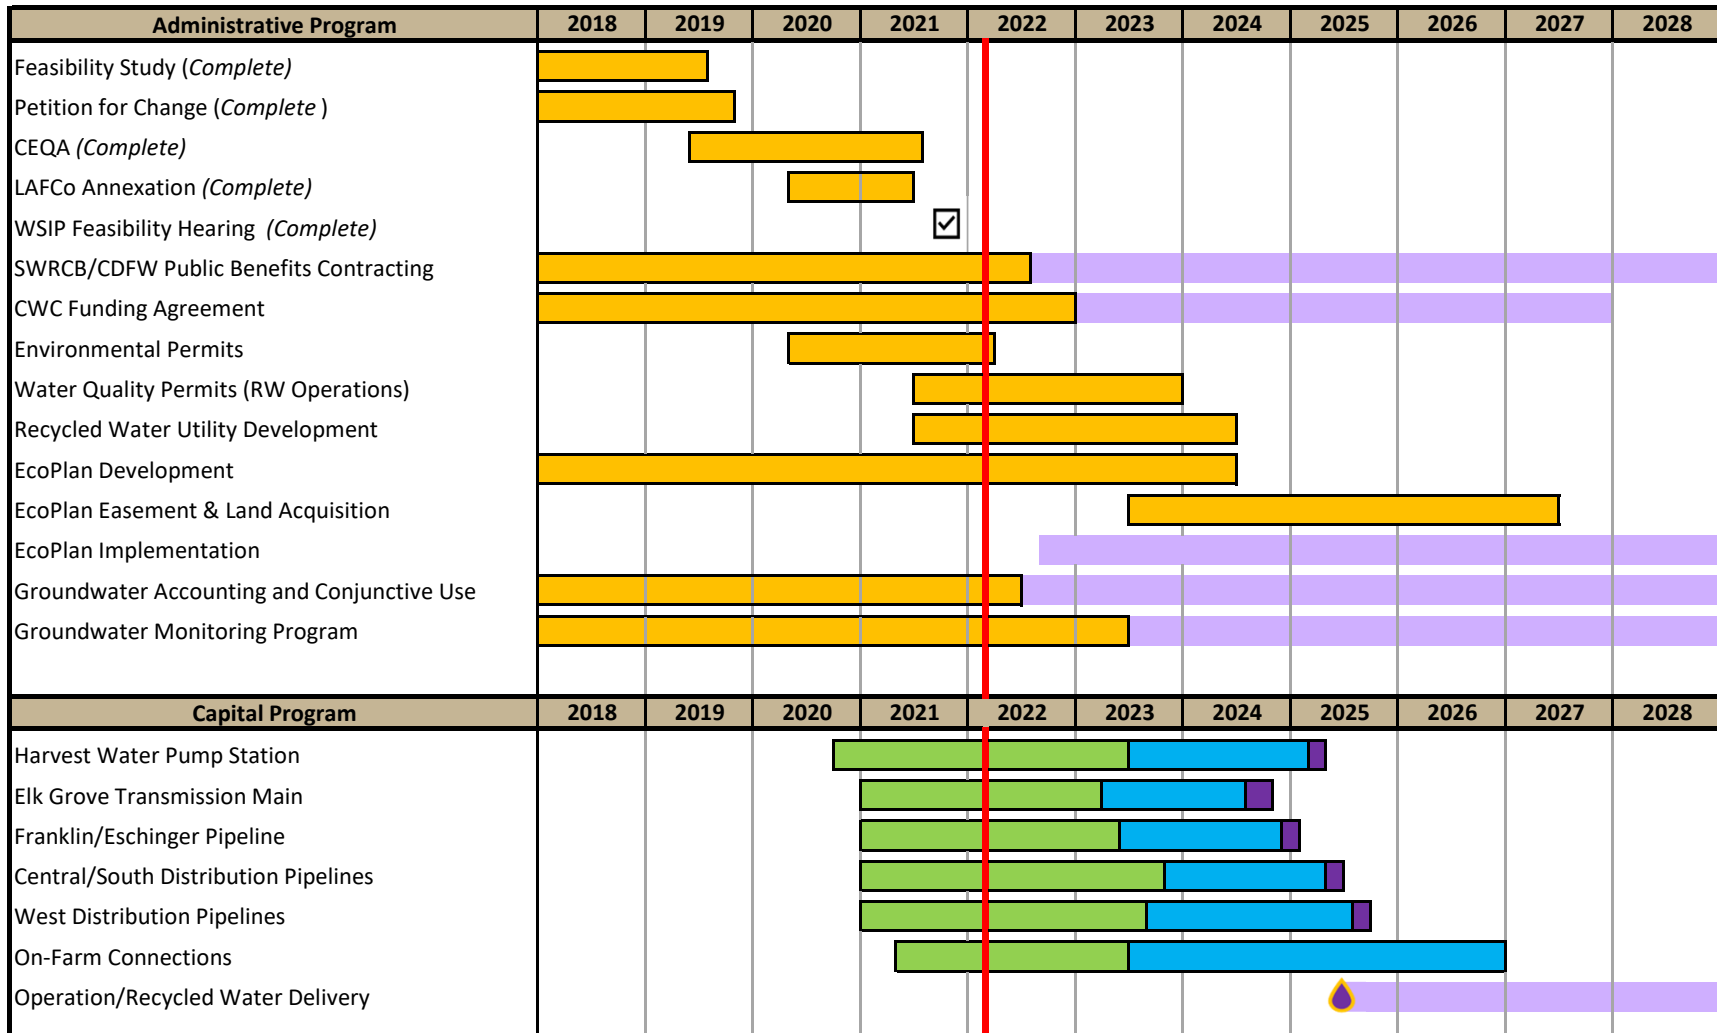 Administrative Program 2018 2019 2020 2021 2022 2023 2024 2025 2026 2027 2028
Feasibility Study (Complete)
Petition for Change (Complete )
CEQA (Complete)
LAFCo Annexation (Complete)
WSIP Feasibility Hearing (Complete)
SWRCB/CDFW Public Benefits Contracting
CWC Funding Agreement
Environmental Permits
Water Quality Permits (RW Operations)
Recycled Water Utility Development
EcoPlan Development
EcoPlan Easement & Land Acquisition
EcoPlan Implementation
Groundwater Accounting and Conjunctive Use
Groundwater Monitoring Program
Capital Program 2018 2019 2020 2021 2022 2023 2024 2025 2026 2027 2028
Harvest Water Pump Station
Elk Grove Transmission Main
Franklin/Eschinger Pipeline
Central/South Distribution Pipelines
West Distribution Pipelines
On-Farm Connections
Operation/Recycled Water Delivery